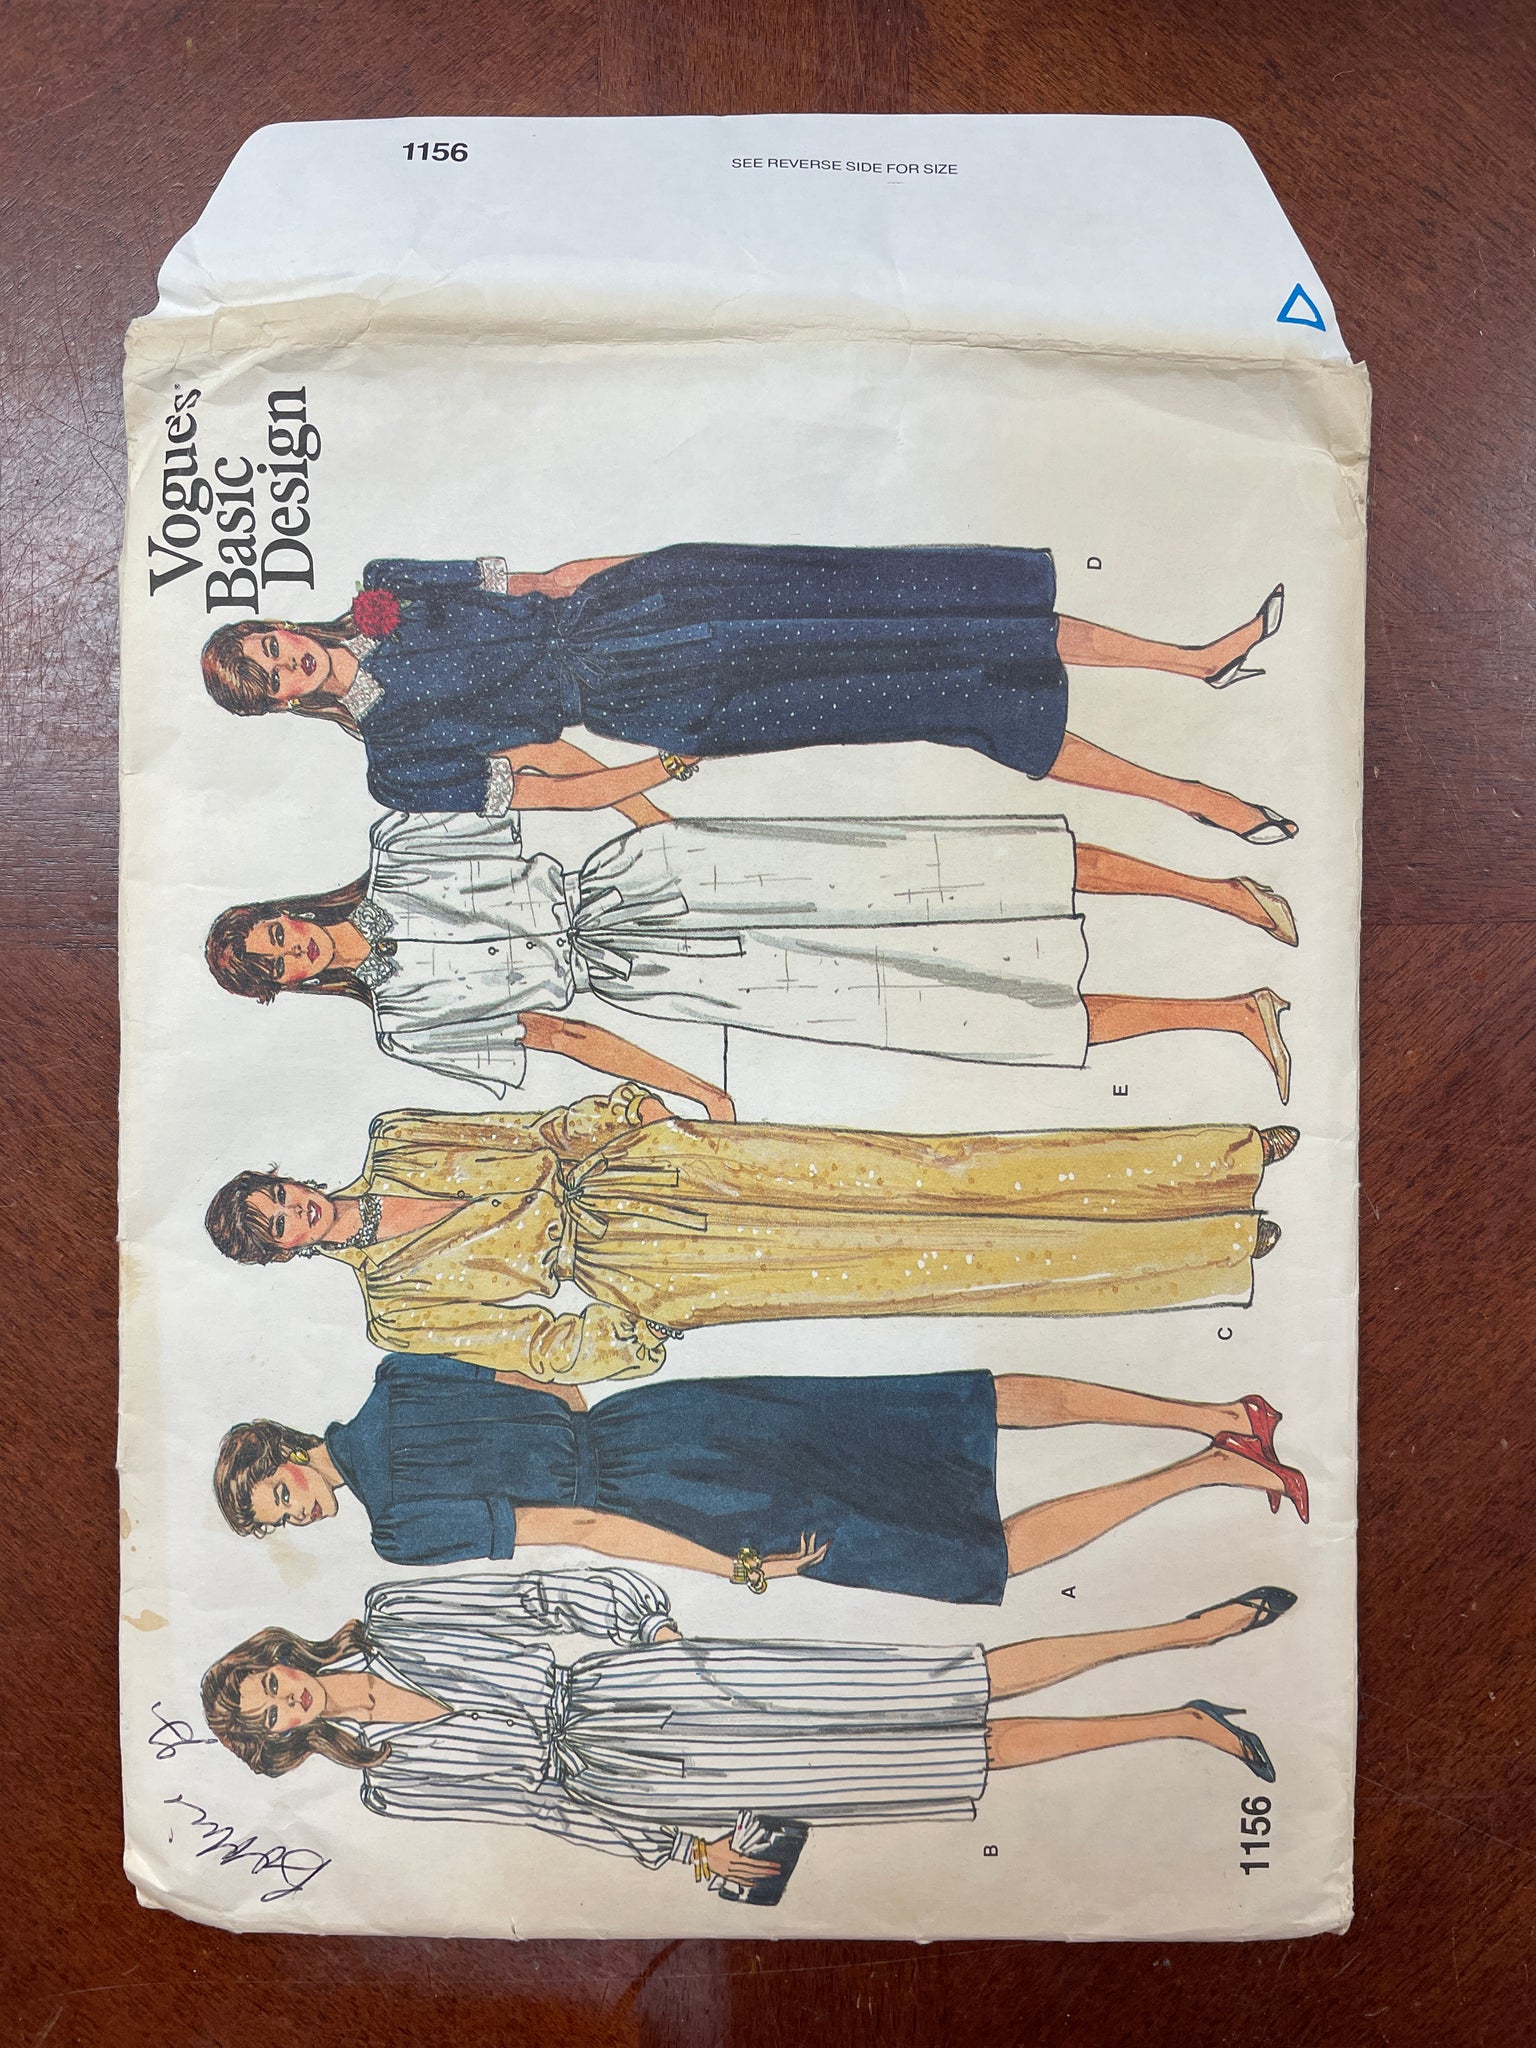 1156
SEE REVERSE SIDE FOR SIZE
Vogue's®
Basic
Design
B
A
C
E
D
1156